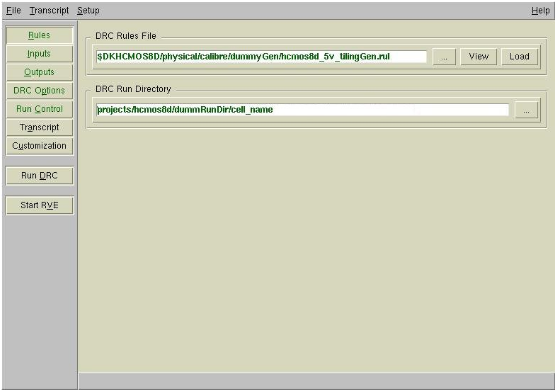 File Transcript Setup Help
Rules
Inputs
Outputs
DRC Options
Run Control
Transcript
Customization
Run DRC
Start RVE
DRC Rules File
$DKHCMOS8D/physical/calibre/dummyGen/hcmos8d_5v_tilingGen.rul ... View Load
DRC Run Directory
projects/hcmos8d/dummRunDir/cell_name ...